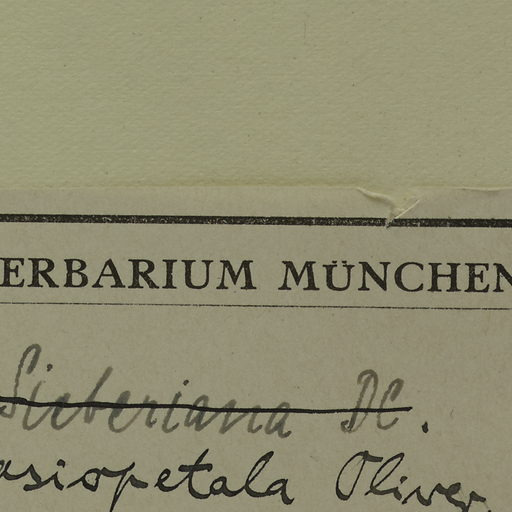 ERBARIUM MÜNCHEN
Sieberiana DC.
asiopetala Oliver